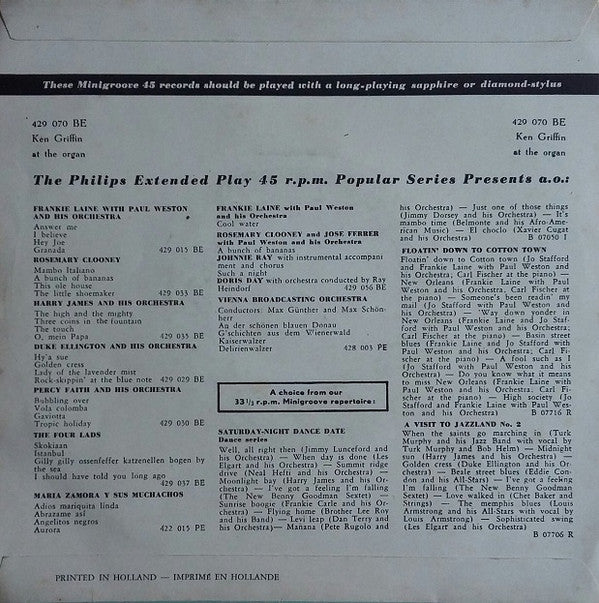 These Minigroove 45 records should be played with a long-playing sapphire or diamond-stylus
429 070 BE
Ken Griffin
at the organ
429 070 BE
Ken Griffin
at the organ
The Philips Extended Play 45 r.p.m. Popular Series Presents a.o.:
FRANKIE LAINE WITH PAUL WESTON
AND HIS ORCHESTRA
Answer me
I believe
Hey Joe
Granada 429 015 BE
ROSEMARY CLOONEY
Mambo Italiano
A bunch of bananas
This ole house
The little shoemaker 429 033 BE
HARRY JAMES AND HIS ORCHESTRA
The high and the mighty
Three coins in the fountain
The touch
O, mein Papa 429 035 BE
DUKE ELLINGTON AND HIS ORCHESTRA
Hy'a sue
Golden cress
Lady of the lavender mist
Rock-skippin' at the blue note 429 029 BE
PERCY FAITH AND HIS ORCHESTRA
Bubbling over
Vola colomba
Gaviotta
Tropic holiday 429 030 BE
THE FOUR LADS
Skokiaan
Istanbul
Gilly gilly ossenfeffer katzenellen bogen by
the sea
I should have told you long ago
429 037 BE
MARIA ZAMORA Y SUS MUCHACHOS
Adios mariquita linda
Abrazame así
Angelitos negros
Aurora 422 015 PE
FRANKIE LAINE with Paul Weston
and his Orchestra
Cool water
ROSEMARY CLOONEY and JOSE FERRER
with Paul Weston and his Orchestra
A bunch of bananas
JOHNNIE RAY with instrumental accompani
ment and chorus
Such a night
DORIS DAY with orchestra conducted by Ray
Heindorf 429 056 BE
VIENNA BROADCASTING ORCHESTRA
Conductors: Max Günther and Max Schön-
herr
An der schönen blauen Donau
G'schichten aus dem Wienerwald
Kaiserwalzer
Delirienwalzer 428 003 PE
A choice from our
33⅓ r.p.m. Minigroove repertoire:
SATURDAY-NIGHT DANCE DATE
Dance series
Well, all right then (Jimmy Lunceford and
his Orchestra) — When day is done (Les
Elgart and his Orchestra) — Summit ridge
drive (Neal Hefti and his Orchestra) —
Moonlight bay (Harry James and his Or-
chestra) — I've got a feeling I'm falling
(The New Benny Goodman Sextet) —
Sunrise boogie (Frankie Carle and his Or-
chestra) — Flying home (Brother Lee Roy
and his Band) — Levi leap (Dan Terry and
his Orchestra)— Mañana (Pete Rugolo and
his Orchestra) — Just one of those things
(Jimmy Dorsey and his Orchestra) — It's
mambo time (Belmonte and his Afro-Ame-
rican Music) — El choclo (Xavier Cugat
and his Orchestra) B 07050 l
FLOATIN' DOWN TO COTTON TOWN
Floatin' down to Cotton town (Jo Stafford
and Frankie Laine with Paul Weston and
his Orchestra; Carl Fischer at the piano) —
New Orleans (Frankie Laine with Paul
Weston and his Orchestra, Carl Fischer at
the piano) — Someone's been readin' my
mail (Jo Stafford with Paul Weston and
his Orchestra) — 'Way down yonder in
New Orleans (Frankie Laine and Jo Staf-
ford with Paul Weston and his Orchestra;
Carl Fischer at the piano) — Basin street
blues (Frankie Laine and Jo Stafford with
Paul Weston and his Orchestra; Carl Fi-
scher at the piano) — A fool such as I
(Jo Stafford with Paul Weston and his
Orchestra) — Do you know what it means
to miss New Orleans (Frankie Laine with
Paul Weston and his Orchestra, Carl Fi-
scher at the piano) — High society (Jo
Stafford and Frankie Laine with Paul Wes-
ton and his Orchestra) B 07716 R
A VISIT TO JAZZLAND No. 2
When the saints go marching in (Turk
Murphy and his Jazz Band with vocal by
Turk Murphy and Bob Helm) — Midnight
sun (Harry James and his Orchestra) —
Golden cress (Duke Ellington and his Or-
chestra) — Beale street blues (Eddie Con-
don and his All-Stars) — I've got a feeling
I'm falling (The New Benny Goodman
Sextet) — Love walked in (Chet Baker and
Strings) — The memphis blues (Louis
Armstrong and his All-Stars with vocal by
Louis Armstrong) — Sophisticated swing
(Les Elgart and his Orchestra)
B 07706 R
PRINTED IN HOLLAND — IMPRIMÉ EN HOLLANDE